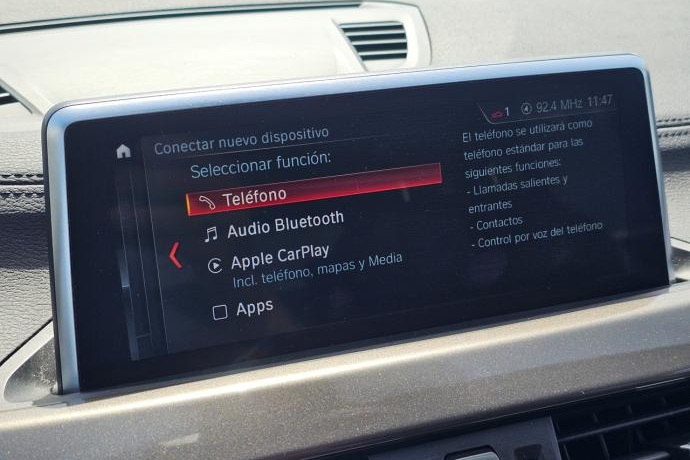 1 92.4 MHz 11:47
Conectar nuevo dispositivo
Seleccionar función:
Teléfono
Audio Bluetooth
Apple CarPlay
Incl. teléfono, mapas y Media
Apps
El teléfono se utilizará como
teléfono estándar para las
siguientes funciones:
- Llamadas salientes y
entrantes
- Contactos
- Control por voz del teléfono